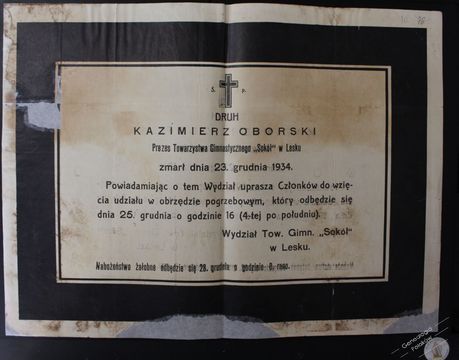 Ś. P.
DRUH
KAZIMIERZ OBORSKI
Prezes Towarzystwa Gimnastycznego „Sokół” w Lesku
zmarł dnia 23. grudnia 1934.
Powiadamiając o tem Wydział uprasza Członków do wzię-
cia udziału w obrzędzie pogrzebowym, który odbędzie się
dnia 25. grudnia o godzinie 16 (4-tej po południu).
Wydział Tow. Gimn. „Sokół”
w Lesku.
Nabożeństwo żałobne odbędzie się 28. grudnia o godzinie 8. rano.
Genealogia
Polaków